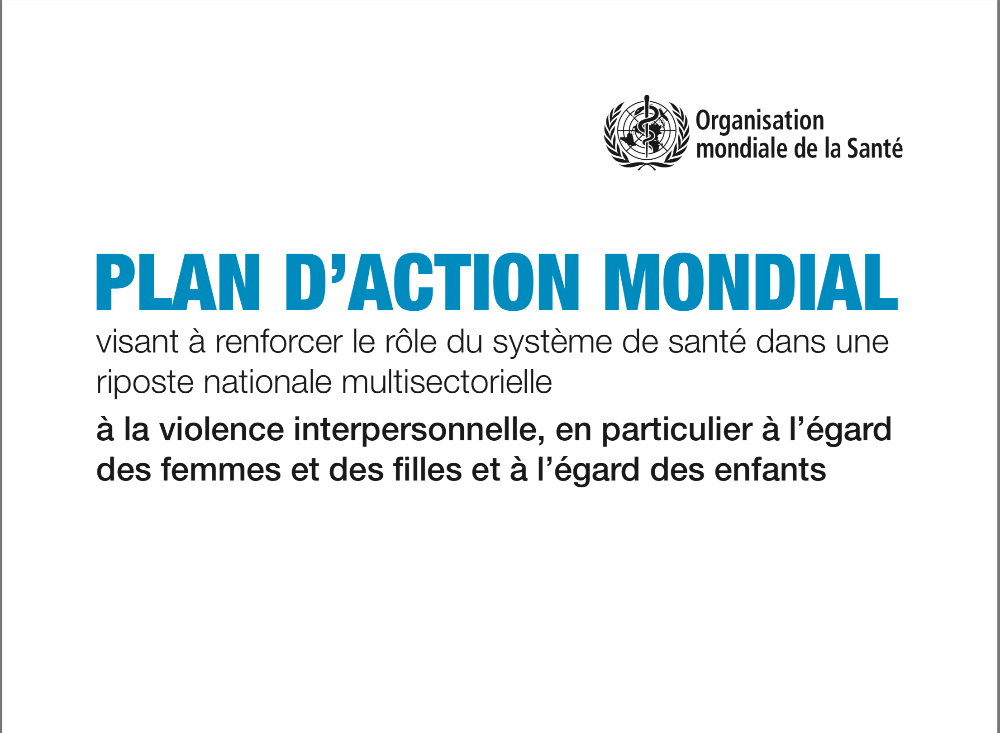 Organisation
mondiale de la Santé
PLAN D’ACTION MONDIAL
visant à renforcer le rôle du système de santé dans une
riposte nationale multisectorielle
à la violence interpersonnelle, en particulier à l’égard
des femmes et des filles et à l’égard des enfants